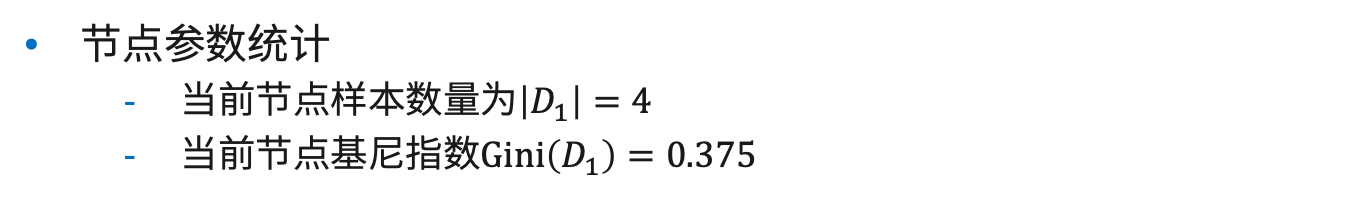 • 节点参数统计
- 当前节点样本数量为|D₁| = 4
- 当前节点基尼指数Gini(D₁) = 0.375